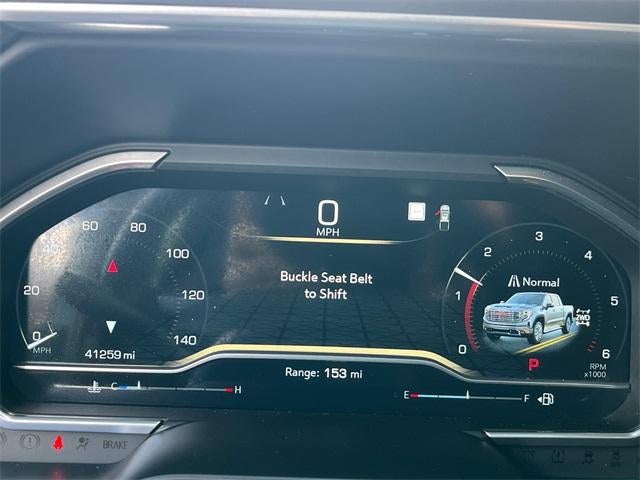 0
MPH
60
80
40
100
20
120
0
140
MPH
41259 mi
Buckle Seat Belt
to Shift
Range: 153 mi
C
H
E
F
3
2
4
1
5
0
6
Normal
2WD
P
RPM
x1000
BRAKE